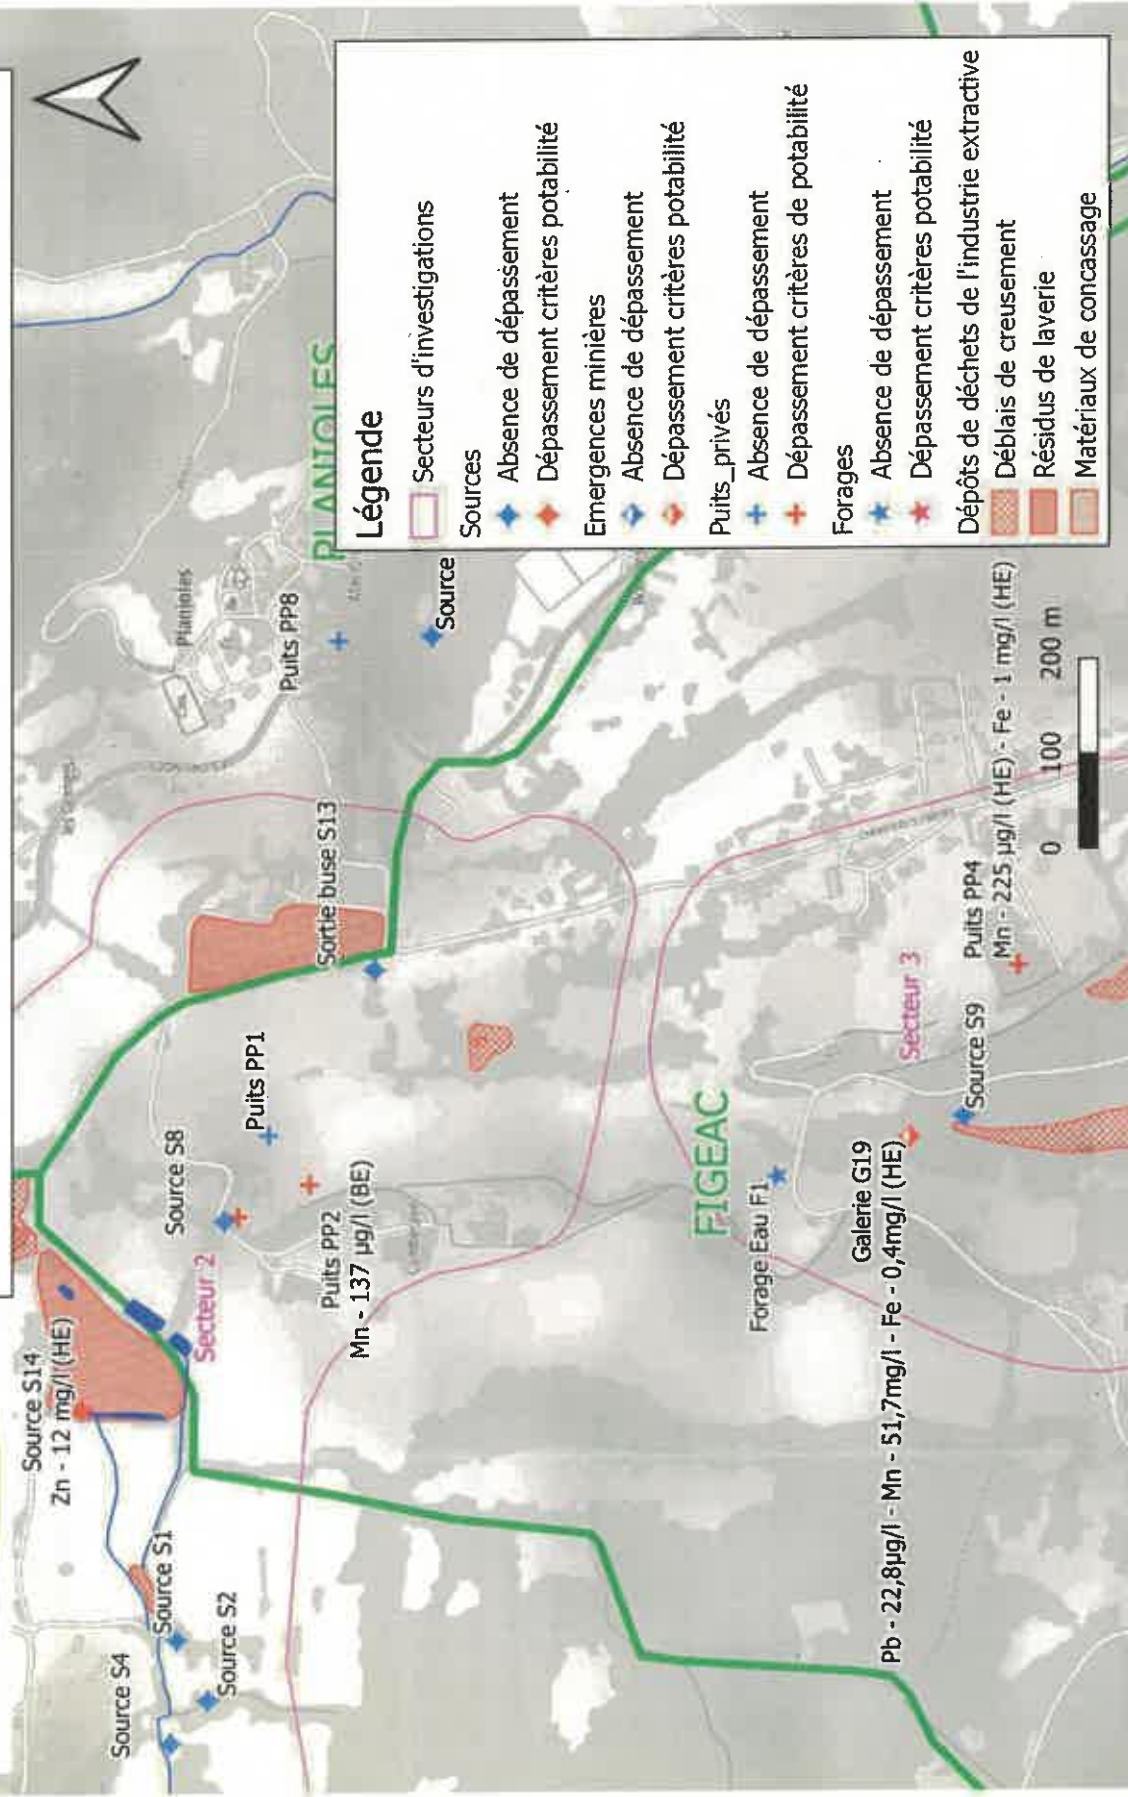 Source S14
Zn - 12 mg/l (HE)
Source S4
Source S1
Source S2
Secteur 2
Source S8
Puits PP1
Puits PP2
Mn - 137 µg/l (BE)
Sortie buse S13
Planioles
Puits PP8
PLANIOLES
Source
FIGEAC
Forage Eau F1
Galerie G19
Pb - 22,8µg/l - Mn - 51,7mg/l - Fe - 0,4mg/l (HE)
Secteur 3
Source S9
Puits PP4
Mn - 225 µg/l (HE) - Fe - 1 mg/l (HE)
0 100 200 m
Légende
Secteurs d'investigations
Sources
Absence de dépassement
Dépassement critères potabilité
Emergences minières
Absence de dépassement
Dépassement critères potabilité
Puits_privés
Absence de dépassement
Dépassement critères de potabilité
Forages
Absence de dépassement
Dépassement critères potabilité
Dépôts de déchets de l'industrie extractive
Déblais de creusement
Résidus de laverie
Matériaux de concassage